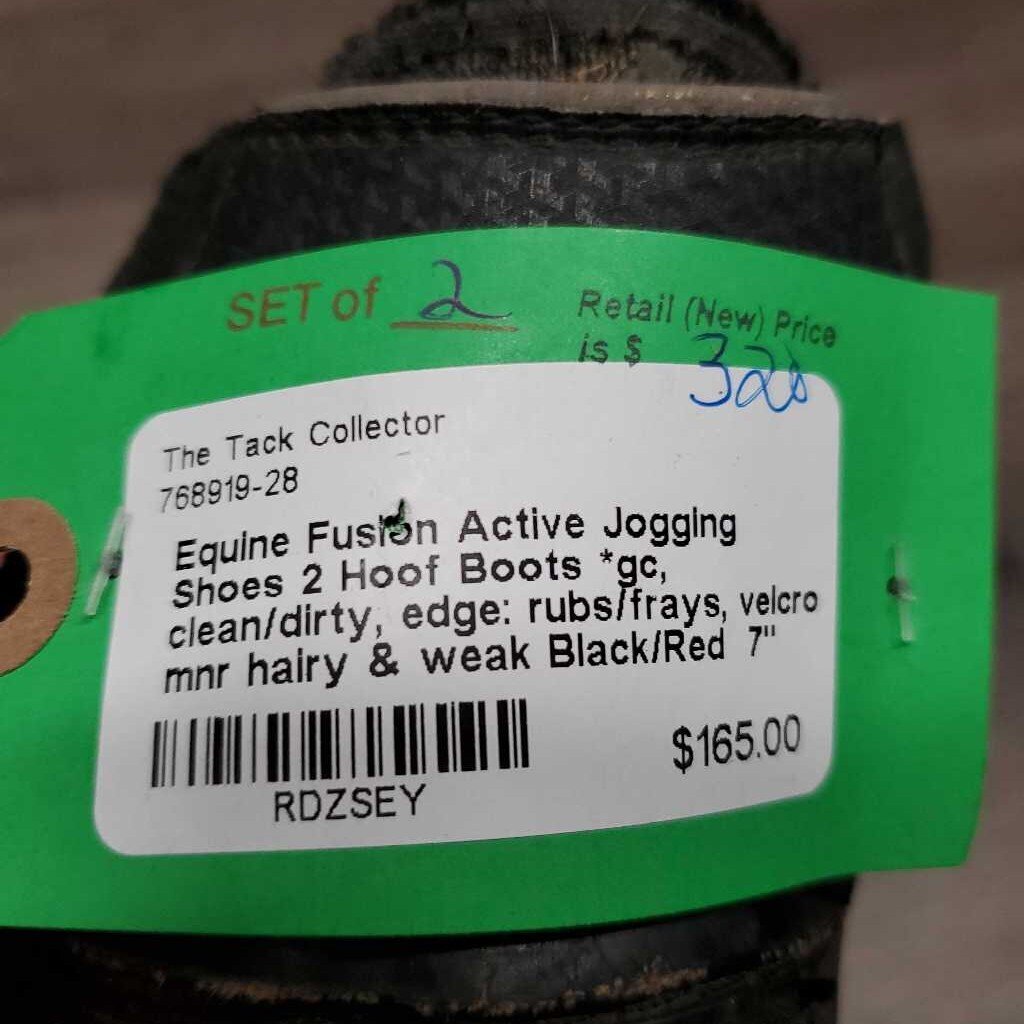 SET of 2
Retail (New) Price
is $ 320
The Tack Collector
768919-28
Equine Fusion Active Jogging
Shoes 2 Hoof Boots *gc,
clean/dirty, edge: rubs/frays, velcro
mnr hairy & weak Black/Red 7"
$165.00
RDZSEY